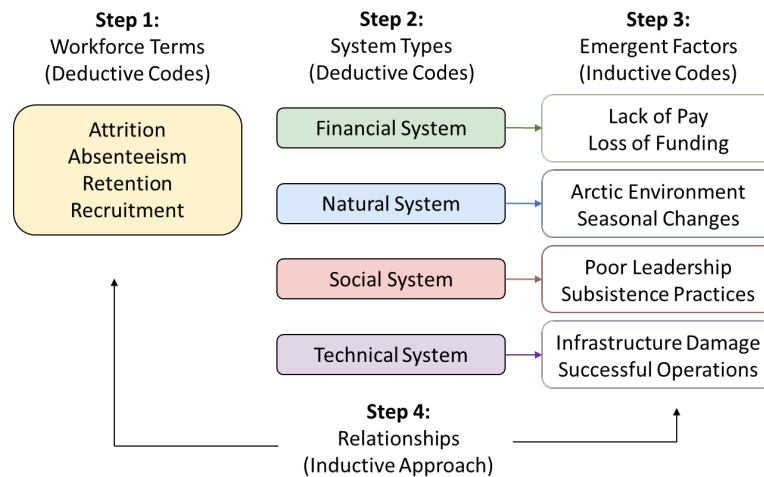 Step 1:
Workforce Terms
(Deductive Codes)
Attrition
Absenteeism
Retention
Recruitment
Step 2:
System Types
(Deductive Codes)
Financial System
Natural System
Social System
Technical System
Step 3:
Emergent Factors
(Inductive Codes)
Lack of Pay
Loss of Funding
Arctic Environment
Seasonal Changes
Poor Leadership
Subsistence Practices
Infrastructure Damage
Successful Operations
Step 4:
Relationships
(Inductive Approach)